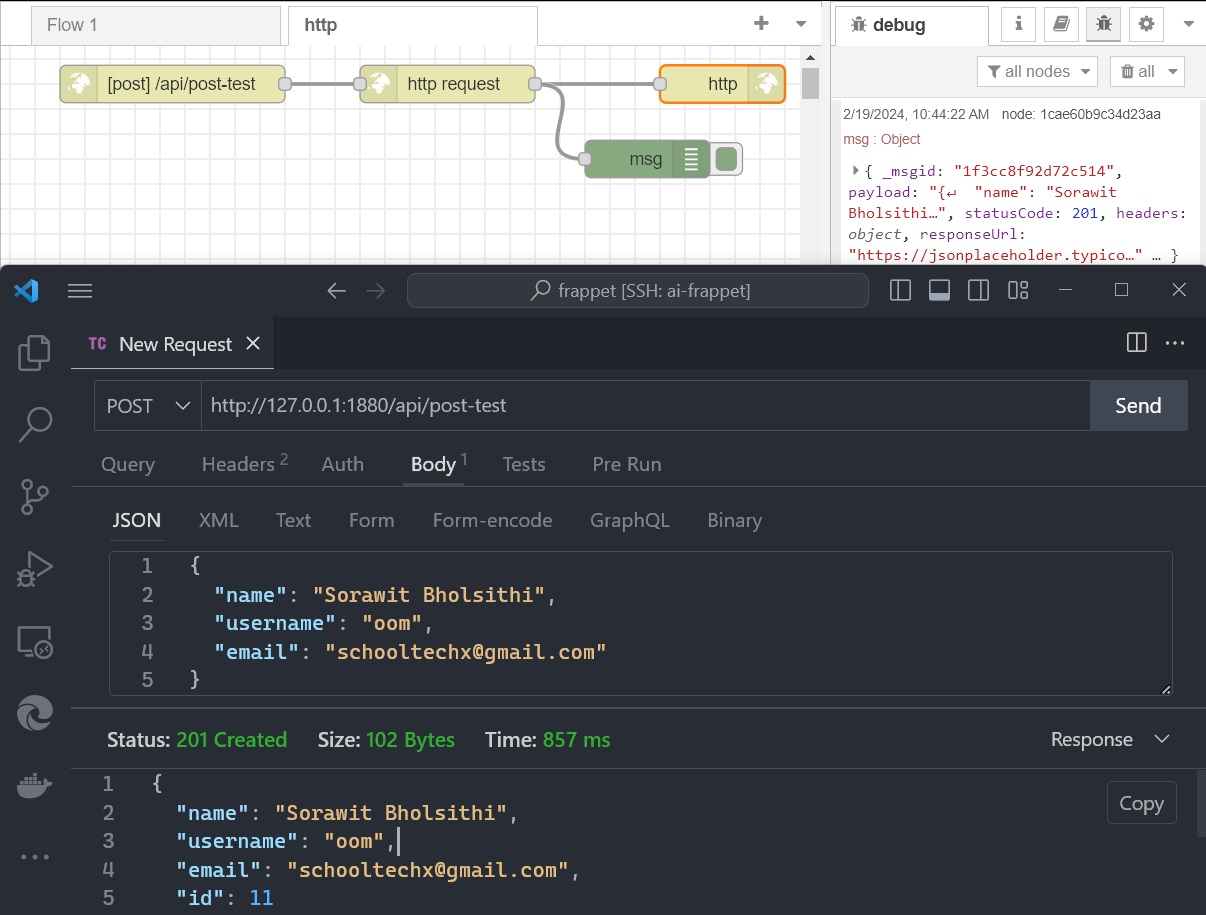 Flow 1
http
debug
i
all nodes
all
[post] /api/post-test
http request
http
msg
2/19/2024, 10:44:22 AM node: 1cae60b9c34d23aa
msg : Object
{ _msgid: "1f3cc8f92d72c514",
payload: "{↵ "name": "Sorawit
Bholsithi…", statusCode: 201, headers:
object, responseUrl:
"https://jsonplaceholder.typico…" … }
frappet [SSH: ai-frappet]
TC New Request
POST http://127.0.0.1:1880/api/post-test Send
Query Headers 2 Auth Body 1 Tests Pre Run
JSON XML Text Form Form-encode GraphQL Binary
1 {
2 "name": "Sorawit Bholsithi",
3 "username": "oom",
4 "email": "schooltechx@gmail.com"
5 }
Status: 201 Created Size: 102 Bytes Time: 857 ms Response
1 {
Copy
2 "name": "Sorawit Bholsithi",
3 "username": "oom",
4 "email": "schooltechx@gmail.com",
5 "id": 11